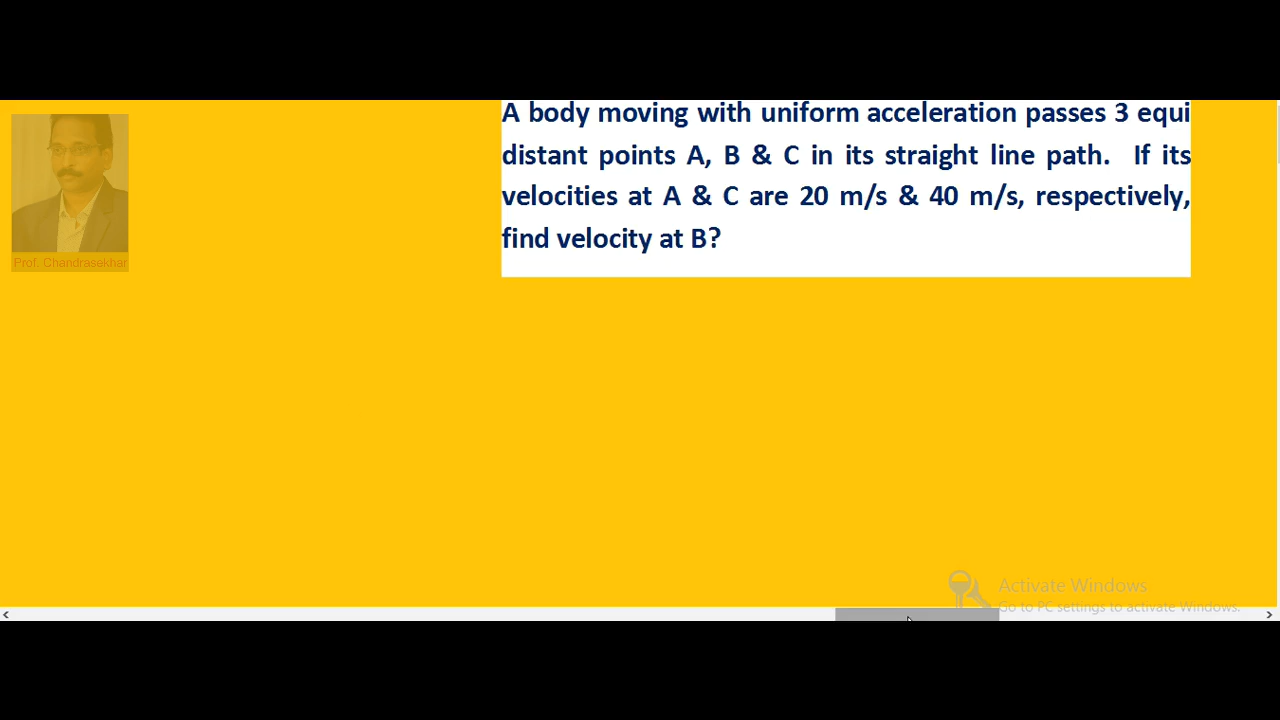 A body moving with uniform acceleration passes 3 equi
distant points A, B & C in its straight line path. If its
velocities at A & C are 20 m/s & 40 m/s, respectively,
find velocity at B?
Prof. Chandrasekhar
Activate Windows
Go to PC settings to activate Windows.